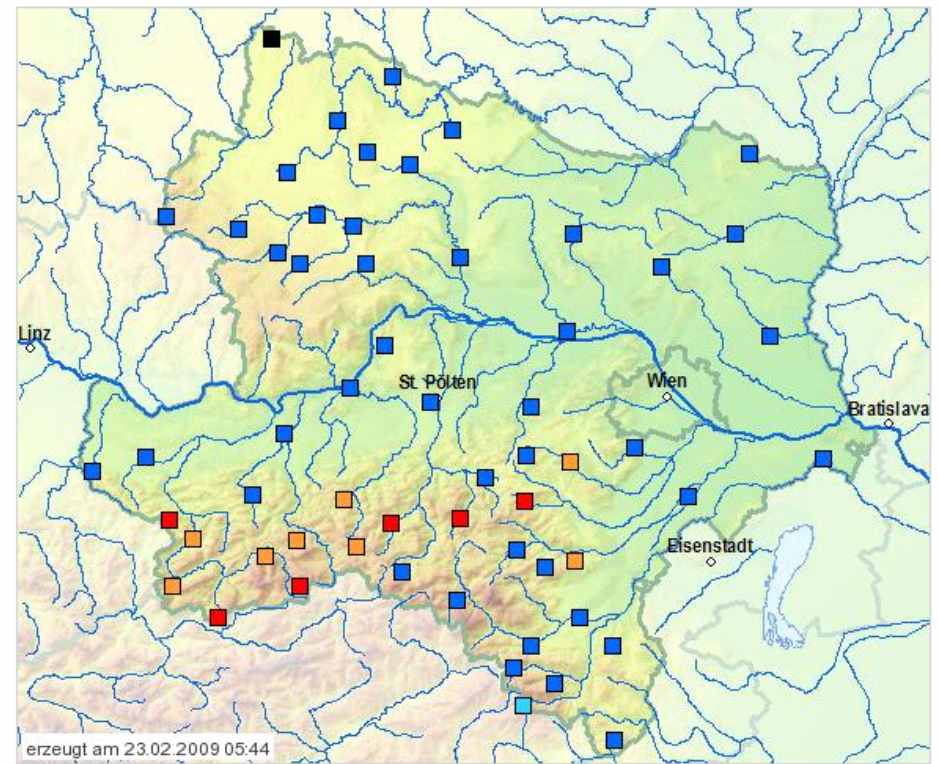 Linz
St. Pölten
Wien
Bratislava
Eisenstadt
erzeugt am 23.02.2009 05:44